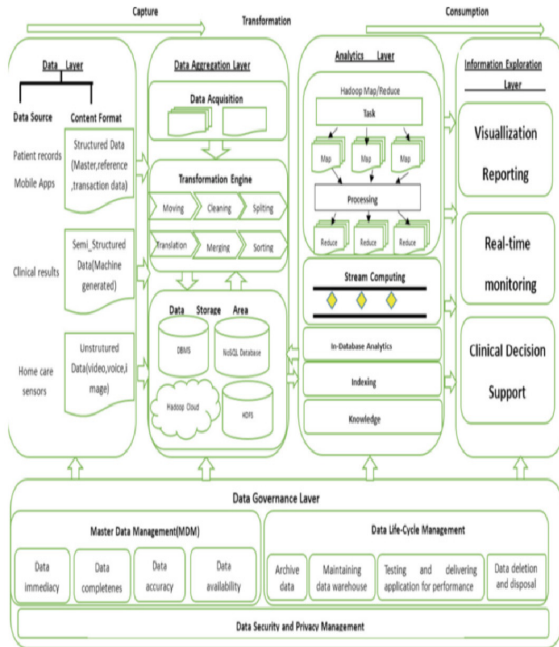 Capture
Transformation
Consumption
Data Layer
Data Source
Content Format
Patient records
Mobile Apps
Structured Data
(Master,reference
,transaction data)
Clinical results
Semi_Structured
Data(Machine
generated)
Home care
sensors
Unstrutured
Data(video,voice,i
mage)
Data Aggregation Layer
Data Acquisition
Transformation Engine
Moving
Cleaning
Spliting
Translation
Merging
Sorting
Data Storage Area
DBMS
NoSQL Database
Hadoop Cloud
HDFS
Analytics Layer
Hadoop Map/Reduce
Task
Map
Map
Map
Processing
Reduce
Reduce
Reduce
Stream Computing
In-Database Analytics
Indexing
Knowledge
Information Exploration
Layer
Visuallization
Reporting
Real-time
monitoring
Clinical Decision
Support
Data Governance Layer
Master Data Management(MDM)
Data
immediacy
Data
completenes
Data
accuracy
Data
availability
Data Life-Cycle Management
Archive
data
Maintaining
data warehouse
Testing and delivering
application for performance
Data deletion
and disposal
Data Security and Privacy Management